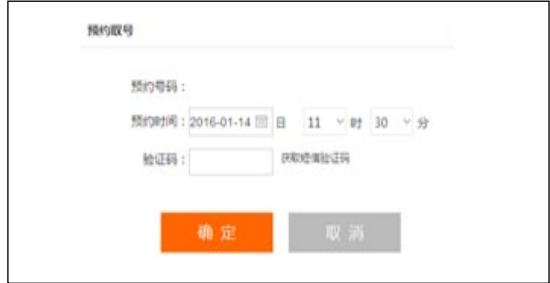 预约取号
预约号码：
预约时间：2016-01-14 日 11 时 30 分
验证码： 获取短信验证码
确 定 取 消